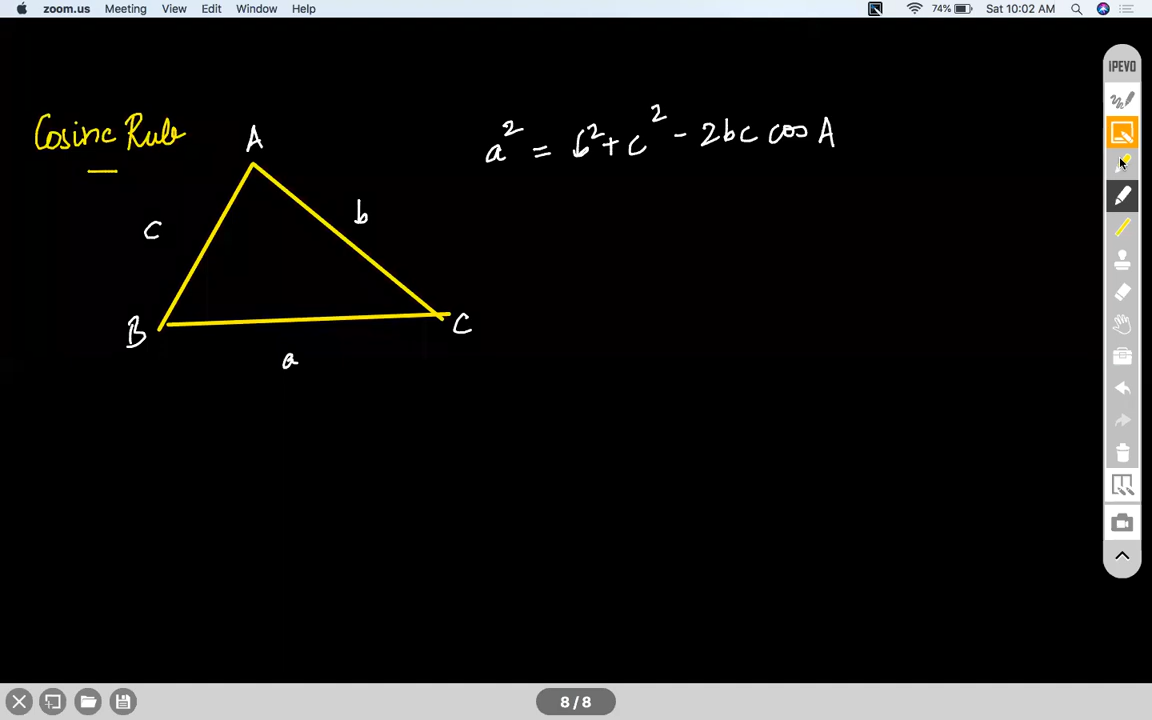 zoom.us Meeting View Edit Window Help 74% Sat 10:02 AM
IPEVO
Cosine Rule
a² = b² + c² - 2bc cos A
A
c
b
B
C
a
8 / 8